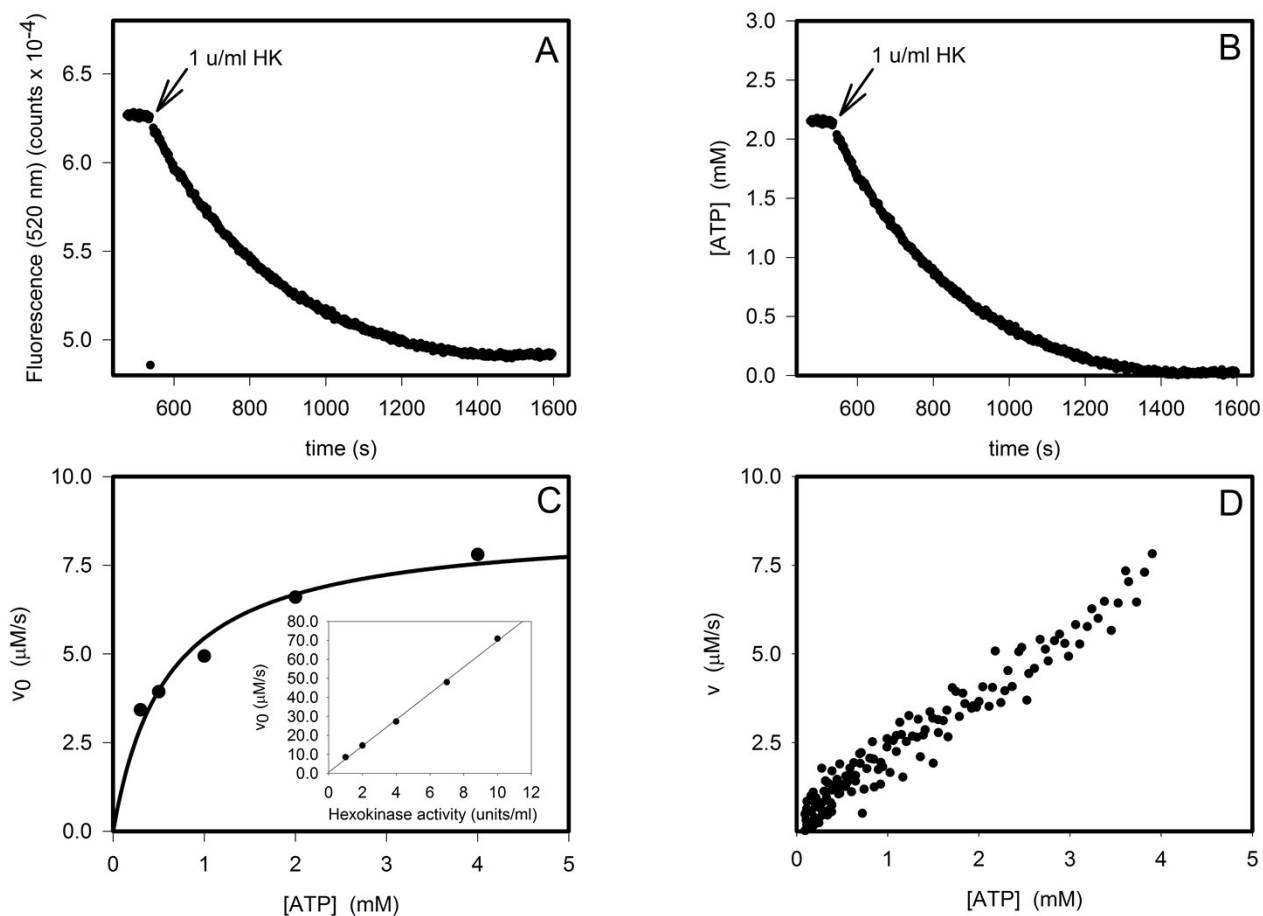 A
Fluorescence (520 nm) (counts x 10-4)
6.5
6.0
5.5
5.0
1 u/ml HK
600 800 1000 1200 1400 1600
time (s)
B
[ATP] (mM)
3.0
2.5
2.0
1.5
1.0
0.5
0.0
1 u/ml HK
600 800 1000 1200 1400 1600
time (s)
C
v0 (μM/s)
10.0
7.5
5.0
2.5
0.0
v0 (μM/s)
80.0
70.0
60.0
50.0
40.0
30.0
20.0
10.0
0.0
0 2 4 6 8 10 12
Hexokinase activity (units/ml)
0 1 2 3 4 5
[ATP] (mM)
D
v (μM/s)
10.0
7.5
5.0
2.5
0 1 2 3 4 5
[ATP] (mM)